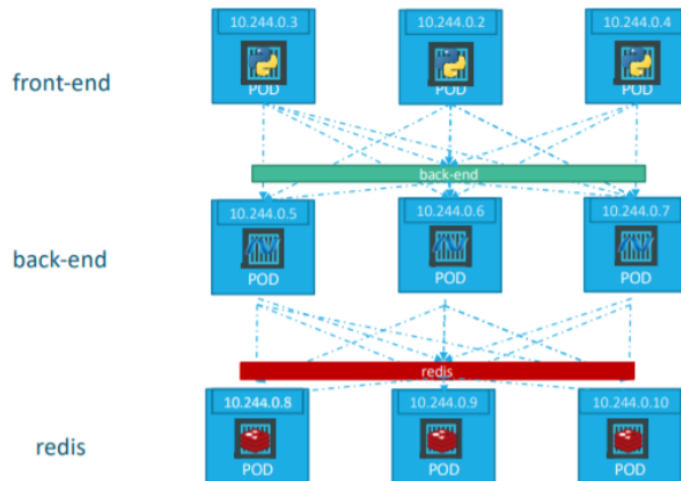 10.244.0.3
10.244.0.2
10.244.0.4
front-end
POD
POD
POD
back-end
10.244.0.5
10.244.0.6
10.244.0.7
back-end
POD
POD
POD
redis
10.244.0.8
10.244.0.9
10.244.0.10
redis
POD
POD
POD